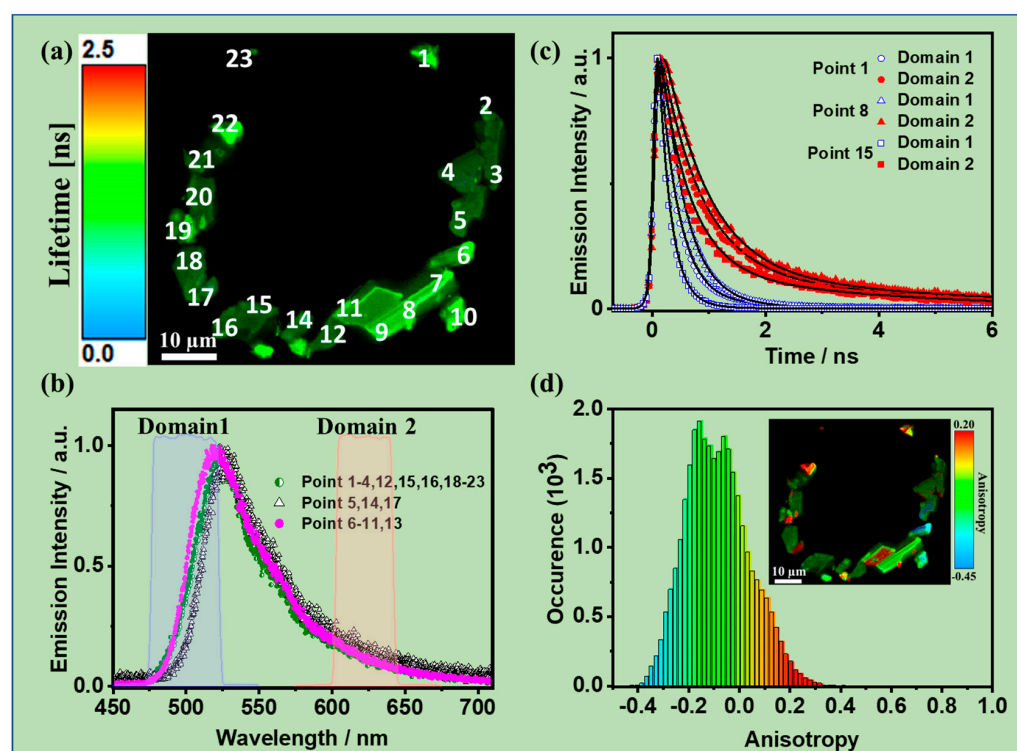 (a)
2.5
Lifetime [ns]
0.0
23
1
2
22
21
4
3
20
5
19
6
18
7
17
15
11
8
16
14
12
9
10
10 µm
(c)
Emission Intensity / a.u.
1
0
Point 1
Domain 1
Domain 2
Point 8
Domain 1
Domain 2
Point 15
Domain 1
Domain 2
0 2 4 6
Time / ns
(b)
Emission Intensity / a.u.
1.0
0.5
0.0
Domain1
Domain 2
Point 1-4,12,15,16,18-23
Point 5,14,17
Point 6-11,13
450 500 550 600 650 700
Wavelength / nm
(d)
Occurence (10³)
2.0
1.5
1.0
0.5
0.0
0.20
Anisotropy
-0.45
10 µm
-0.4 -0.2 0.0 0.2 0.4 0.6 0.8 1.0
Anisotropy